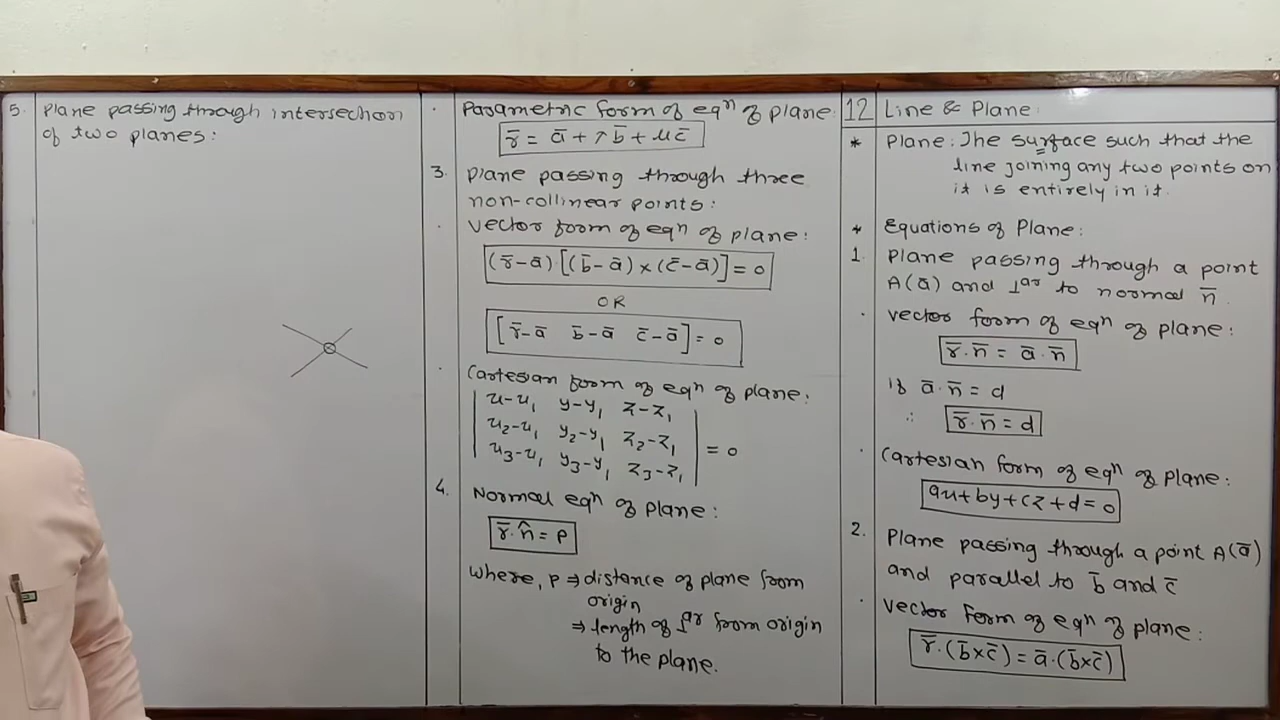 12 Line & Plane:
* Plane: The surface such that the
line joining any two points on
it is entirely in it.
* Equations of Plane:
1. Plane passing through a point
A(ā) and ⊥ar to normal n̄.
· vector form of eqⁿ of plane:
r̄.n̄ = ā.n̄
if ā.n̄ = d
∴ r̄.n̄ = d
· Cartesian form of eqⁿ of plane:
ax+by+cz+d=0
2. Plane passing through a point A(ā)
and parallel to b̄ and c̄
· vector form of eqⁿ of plane:
r̄.(b̄×c̄) = ā.(b̄×c̄)
· Parametric form of eqⁿ of plane:
r̄ = ā + λb̄ + μc̄
3. plane passing through three
non-collinear points:
· vector form of eqⁿ of plane:
(r̄-ā).[(b̄-ā)×(c̄-ā)] = 0
OR
[r̄-ā b̄-ā c̄-ā] = 0
· Cartesian form of eqⁿ of plane:
| x-x₁ y-y₁ z-z₁ |
| x₂-x₁ y₂-y₁ z₂-z₁ | = 0
| x₃-x₁ y₃-y₁ z₃-z₁ |
4. Normal eqⁿ of plane:
r̄.n̂ = p
where, p ⇒ distance of plane from
origin
⇒ length of ⊥ar from origin
to the plane.
5. Plane passing through intersection
of two planes: